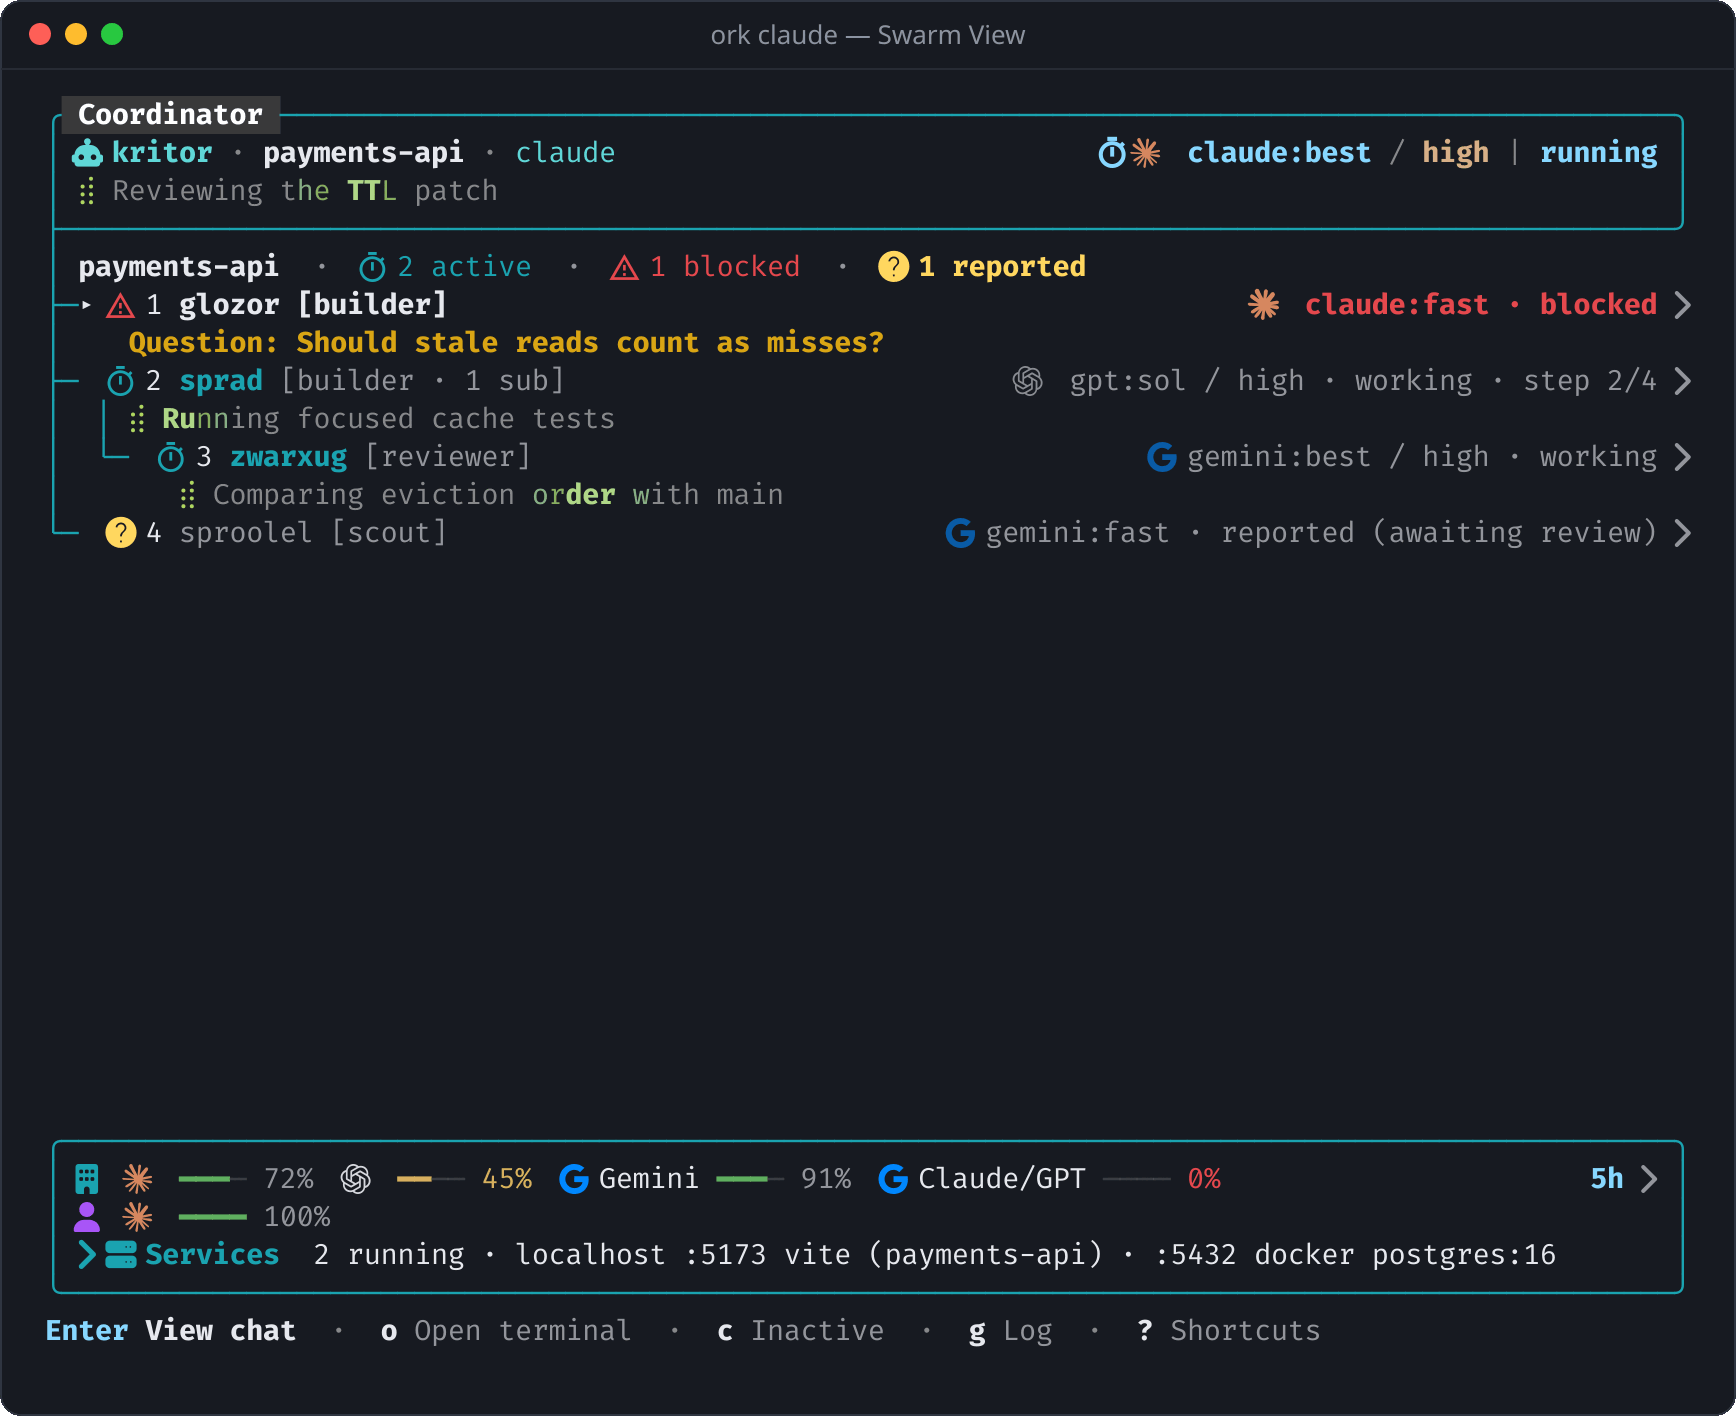 ork claude — Swarm View
Coordinator
kritor · payments-api · claude claude:best / high | running
Reviewing the TTL patch
payments-api · 2 active · 1 blocked · ? 1 reported
1 glozor [builder] claude:fast · blocked
Question: Should stale reads count as misses?
2 sprad [builder · 1 sub] gpt:sol / high · working · step 2/4
Running focused cache tests
3 zwarxug [reviewer] gemini:best / high · working
Comparing eviction order with main
? 4 sproolel [scout] gemini:fast · reported (awaiting review)
72% 45% Gemini 91% Claude/GPT 0% 5h
100%
Services 2 running · localhost :5173 vite (payments-api) · :5432 docker postgres:16
Enter View chat · o Open terminal · c Inactive · g Log · ? Shortcuts